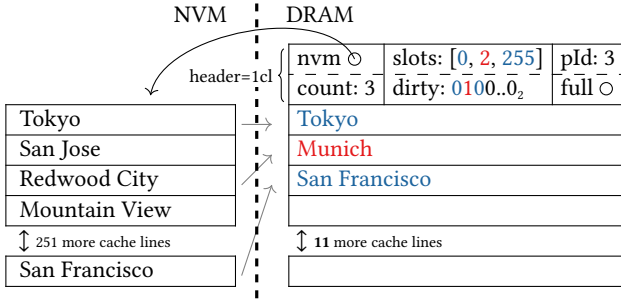 NVM DRAM
header=1cl
nvm slots: [0, 2, 255] pId: 3
count: 3 dirty: 0100..0₂ full
Tokyo Tokyo
San Jose Munich
Redwood City San Francisco
Mountain View
251 more cache lines 11 more cache lines
San Francisco